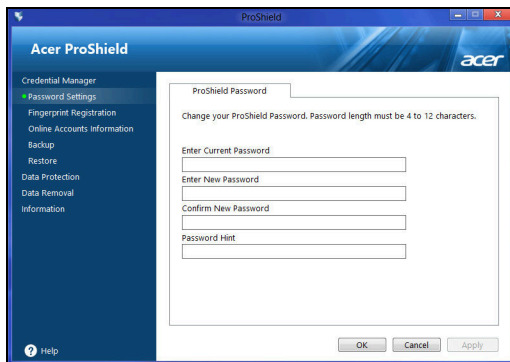 ProShield
Acer ProShield
acer
Credential Manager
Password Settings
Fingerprint Registration
Online Accounts Information
Backup
Restore
Data Protection
Data Removal
Information
Help
ProShield Password
Change your ProShield Password. Password length must be 4 to 12 characters.
Enter Current Password
Enter New Password
Confirm New Password
Password Hint
OK
Cancel
Apply